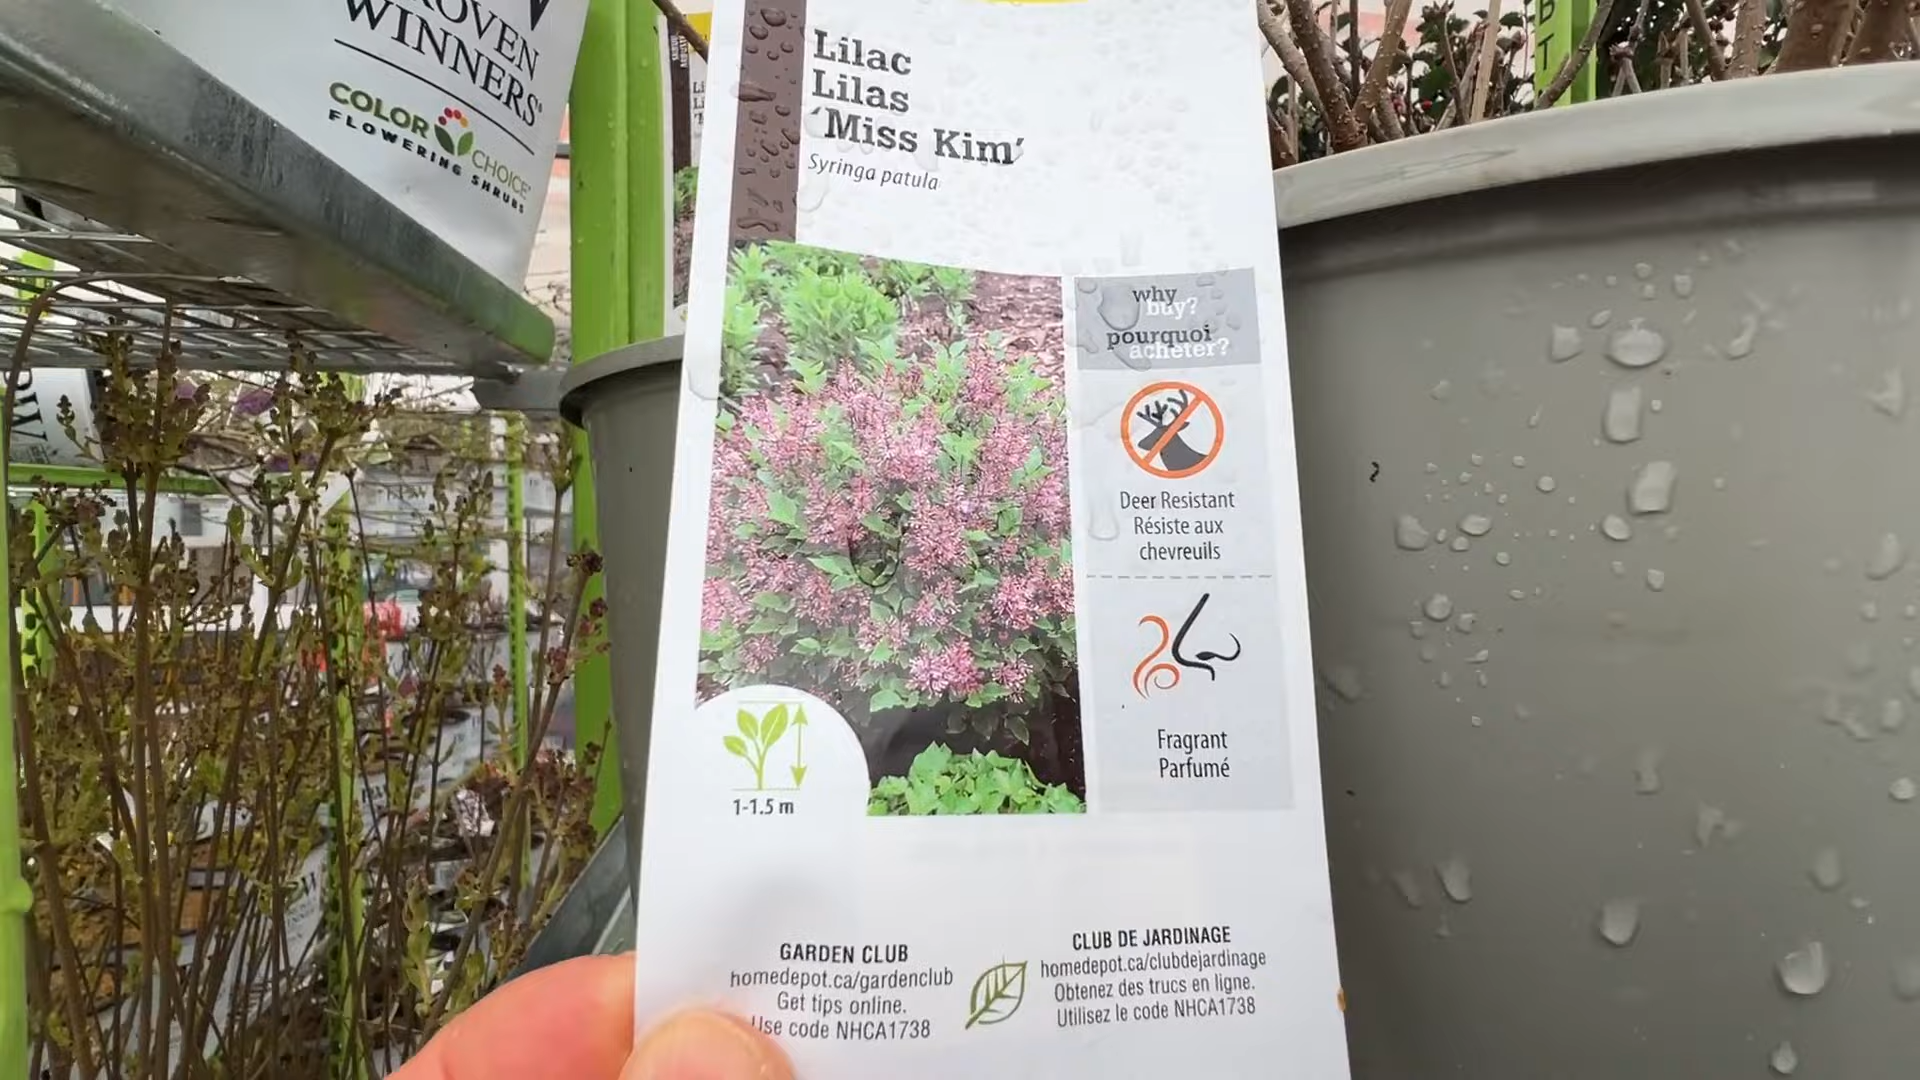 WINNERS®
COLOR CHOICE®
FLOWERING SHRUBS
Lilac
Lilas
‘Miss Kim’
Syringa patula
why
buy?
pourquoi
acheter?
Deer Resistant
Résiste aux
chevreuils
Fragrant
Parfumé
1-1.5 m
GARDEN CLUB
homedepot.ca/gardenclub
Get tips online.
Use code NHCA1738
CLUB DE JARDINAGE
homedepot.ca/clubdejardinage
Obtenez des trucs en ligne.
Utilisez le code NHCA1738